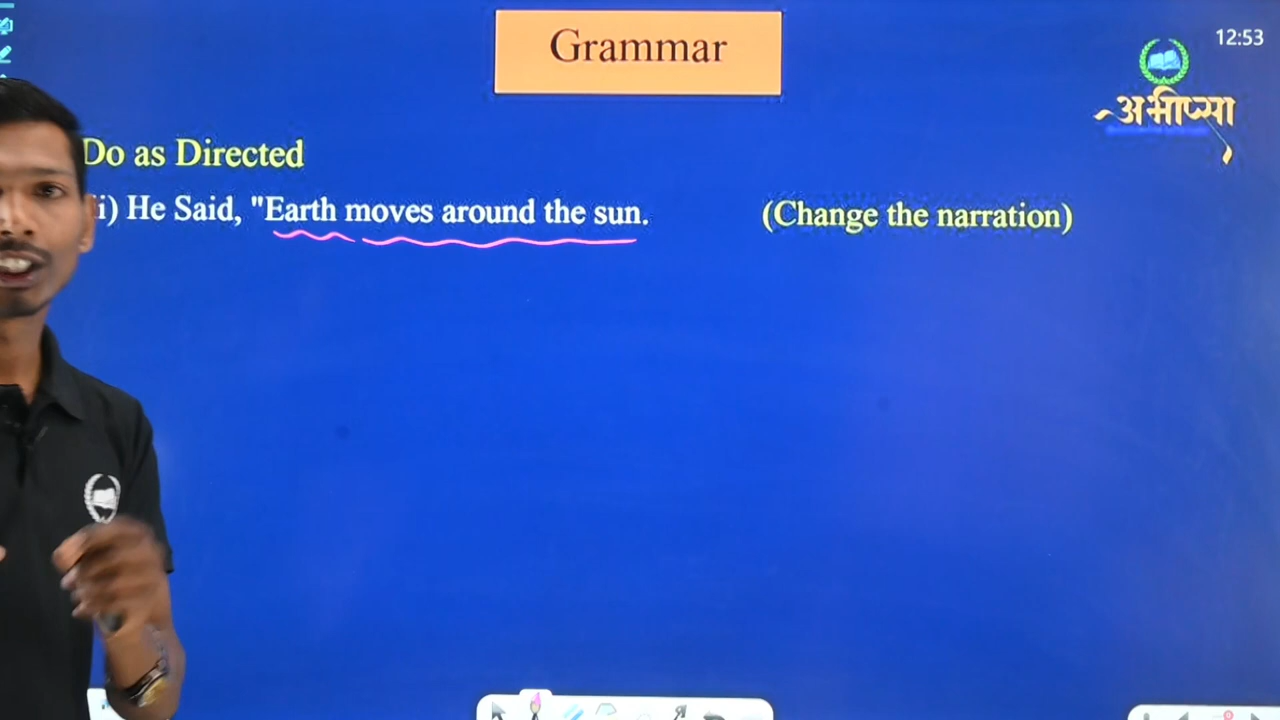 Grammar
12:53
अभीप्सा
Do as Directed
i) He Said, "Earth moves around the sun.
(Change the narration)